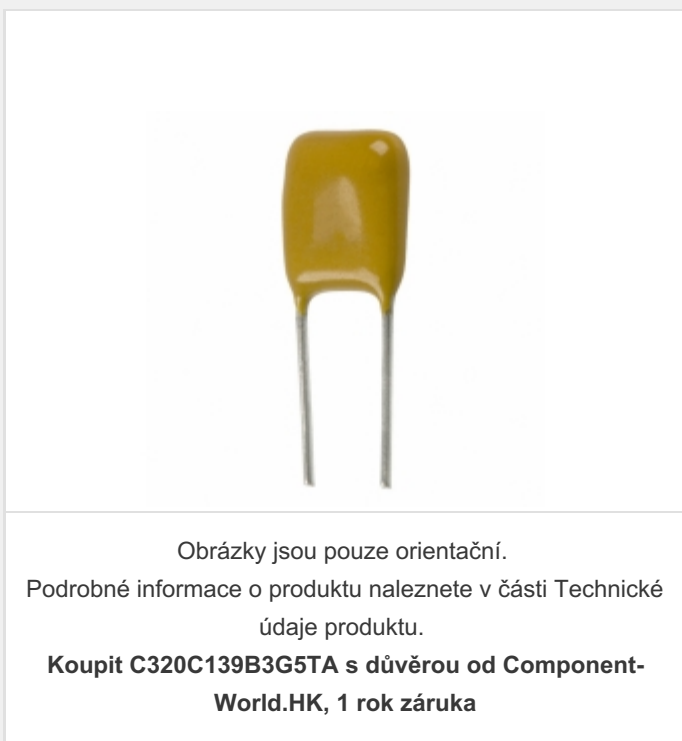 Obrázky jsou pouze orientační.
Podrobné informace o produktu naleznete v části Technické
údaje produktu.
Koupit C320C139B3G5TA s důvěrou od Component-
World.HK, 1 rok záruka